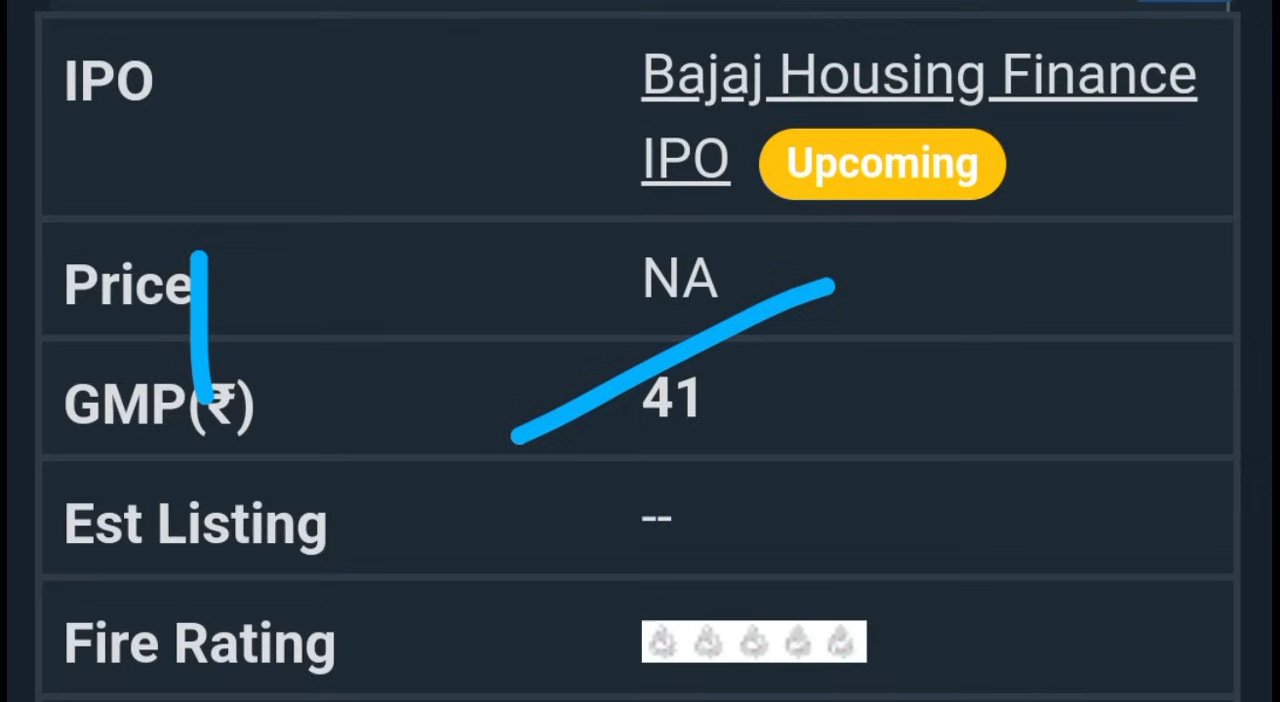 IPO Bajaj Housing Finance
IPO Upcoming
Price NA
GMP(₹) 41
Est Listing --
Fire Rating